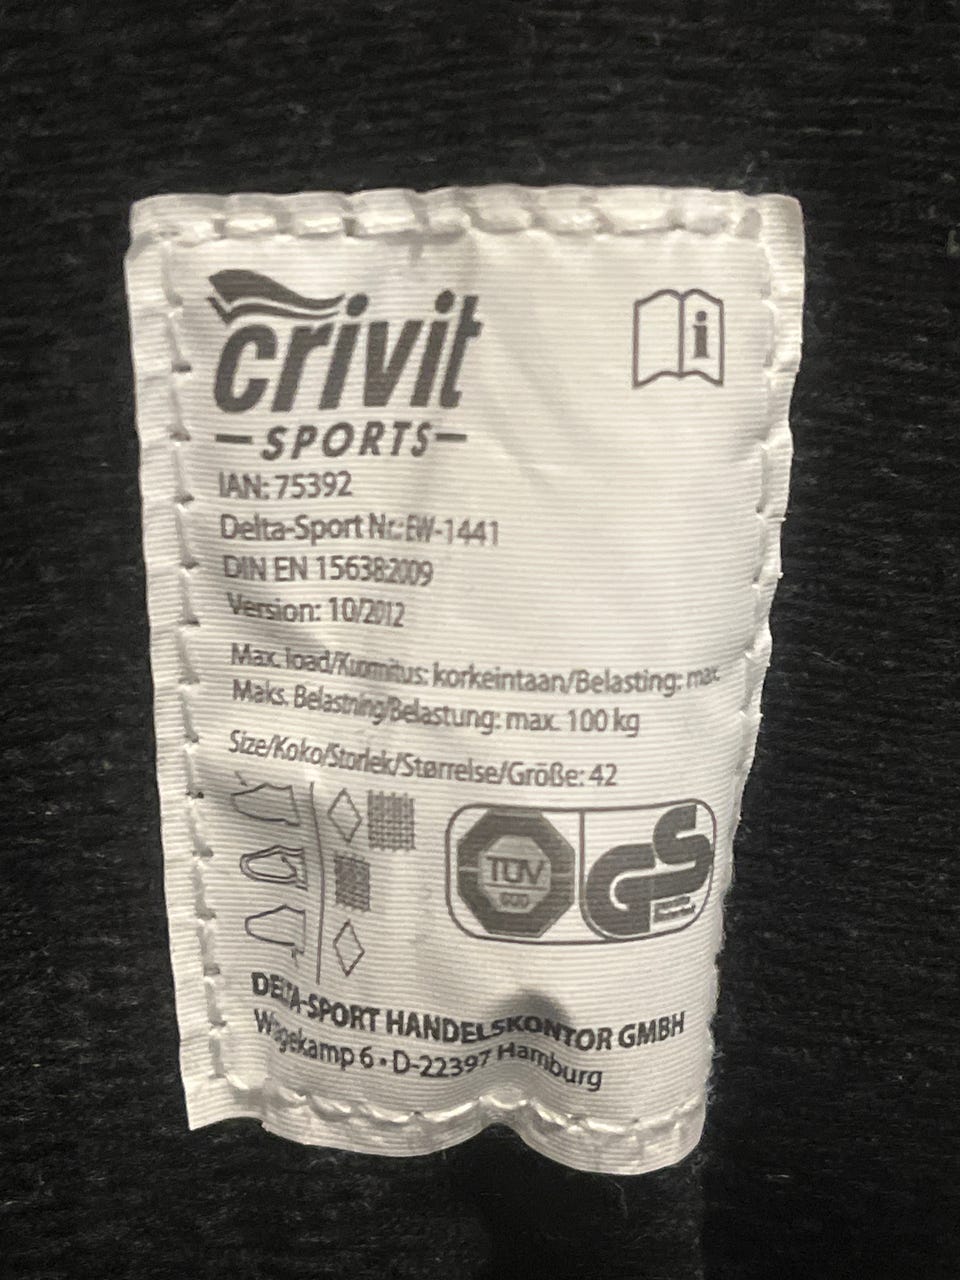 crivit
SPORTS
i
IAN: 75392
Delta-Sport Nr.: EW-1441
DIN EN 15638:2009
Version: 10/2012
Max. load/Kuormitus: korkeintaan/Belasting: max.
Maks. Belastning/Belastung: max. 100 kg
Size/Koko/Storlek/Størrelse/Größe: 42
TÜV
SÜD
GS
DELTA-SPORT HANDELSKONTOR GMBH
Wragekamp 6 • D-22397 Hamburg